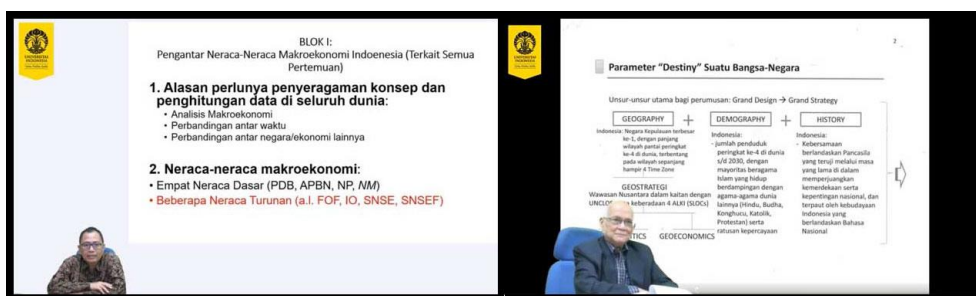 UNIVERSITAS
INDONESIA
BLOK I:
Pengantar Neraca-Neraca Makroekonomi Indoenesia (Terkait Semua
Pertemuan)
1. Alasan perlunya penyeragaman konsep dan
penghitungan data di seluruh dunia:
• Analisis Makroekonomi
• Perbandingan antar waktu
• Perbandingan antar negara/ekonomi lainnya
2. Neraca-neraca makroekonomi:
• Empat Neraca Dasar (PDB, APBN, NP, NM)
• Beberapa Neraca Turunan (a.l. FOF, IO, SNSE, SNSEF)
UNIVERSITAS
INDONESIA
2
Parameter "Destiny" Suatu Bangsa-Negara
Unsur-unsur utama bagi perumusan: Grand Design → Grand Strategy
GEOGRAPHY + DEMOGRAPHY + HISTORY
Indonesia: Negara Kepulauan terbesar
ke-1, dengan panjang
wilayah pantai peringkat
ke-4 di dunia, terbentang
pada wilayah sepanjang
hampir 4 Time Zone
GEOSTRATEGI
Wawasan Nusantara dalam kaitan dengan
UNCLOS keberadaan 4 ALKI (SLOCs)
TICS GEOECONOMICS
Indonesia:
- jumlah penduduk
peringkat ke-4 di dunia
s/d 2030, dengan
mayoritas beragama
Islam yang hidup
berdampingan dengan
agama-agama dunia
lainnya (Hindu, Budha,
Konghucu, Katolik,
Protestan) serta
ratusan kepercayaan
Indonesia:
- Kebersamaan
berlandaskan Pancasila
yang teruji melalui masa
yang lama di dalam
memperjuangkan
kemerdekaan serta
kepentingan nasional, dan
terpaut oleh kebudayaan
Indonesia yang
berlandaskan Bahasa
Nasional